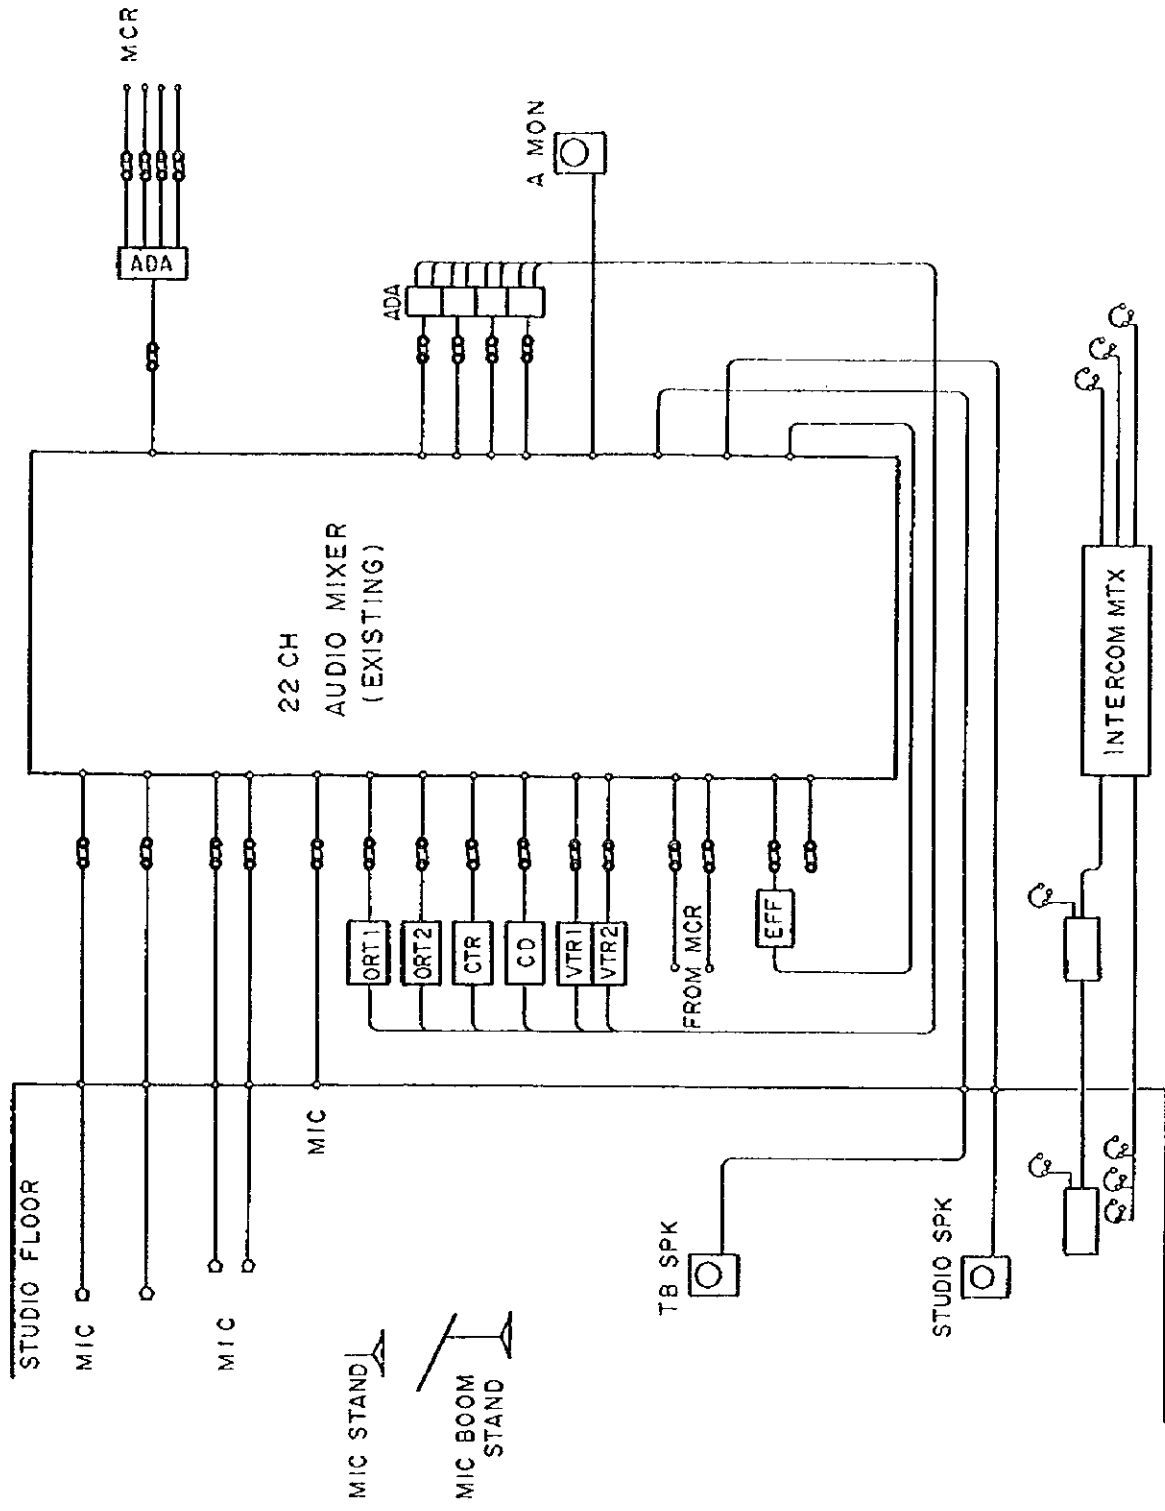 STUDIO FLOOR
MIC
MIC
MIC
MIC STAND
MIC BOOM
STAND
TB SPK
STUDIO SPK
ORT1
ORT2
CTR
CD
VTR1
VTR2
FROM MCR
EFF
22 CH
AUDIO MIXER
(EXISTING)
INTERCOM MTX
ADA
MCR
ADA
A MON